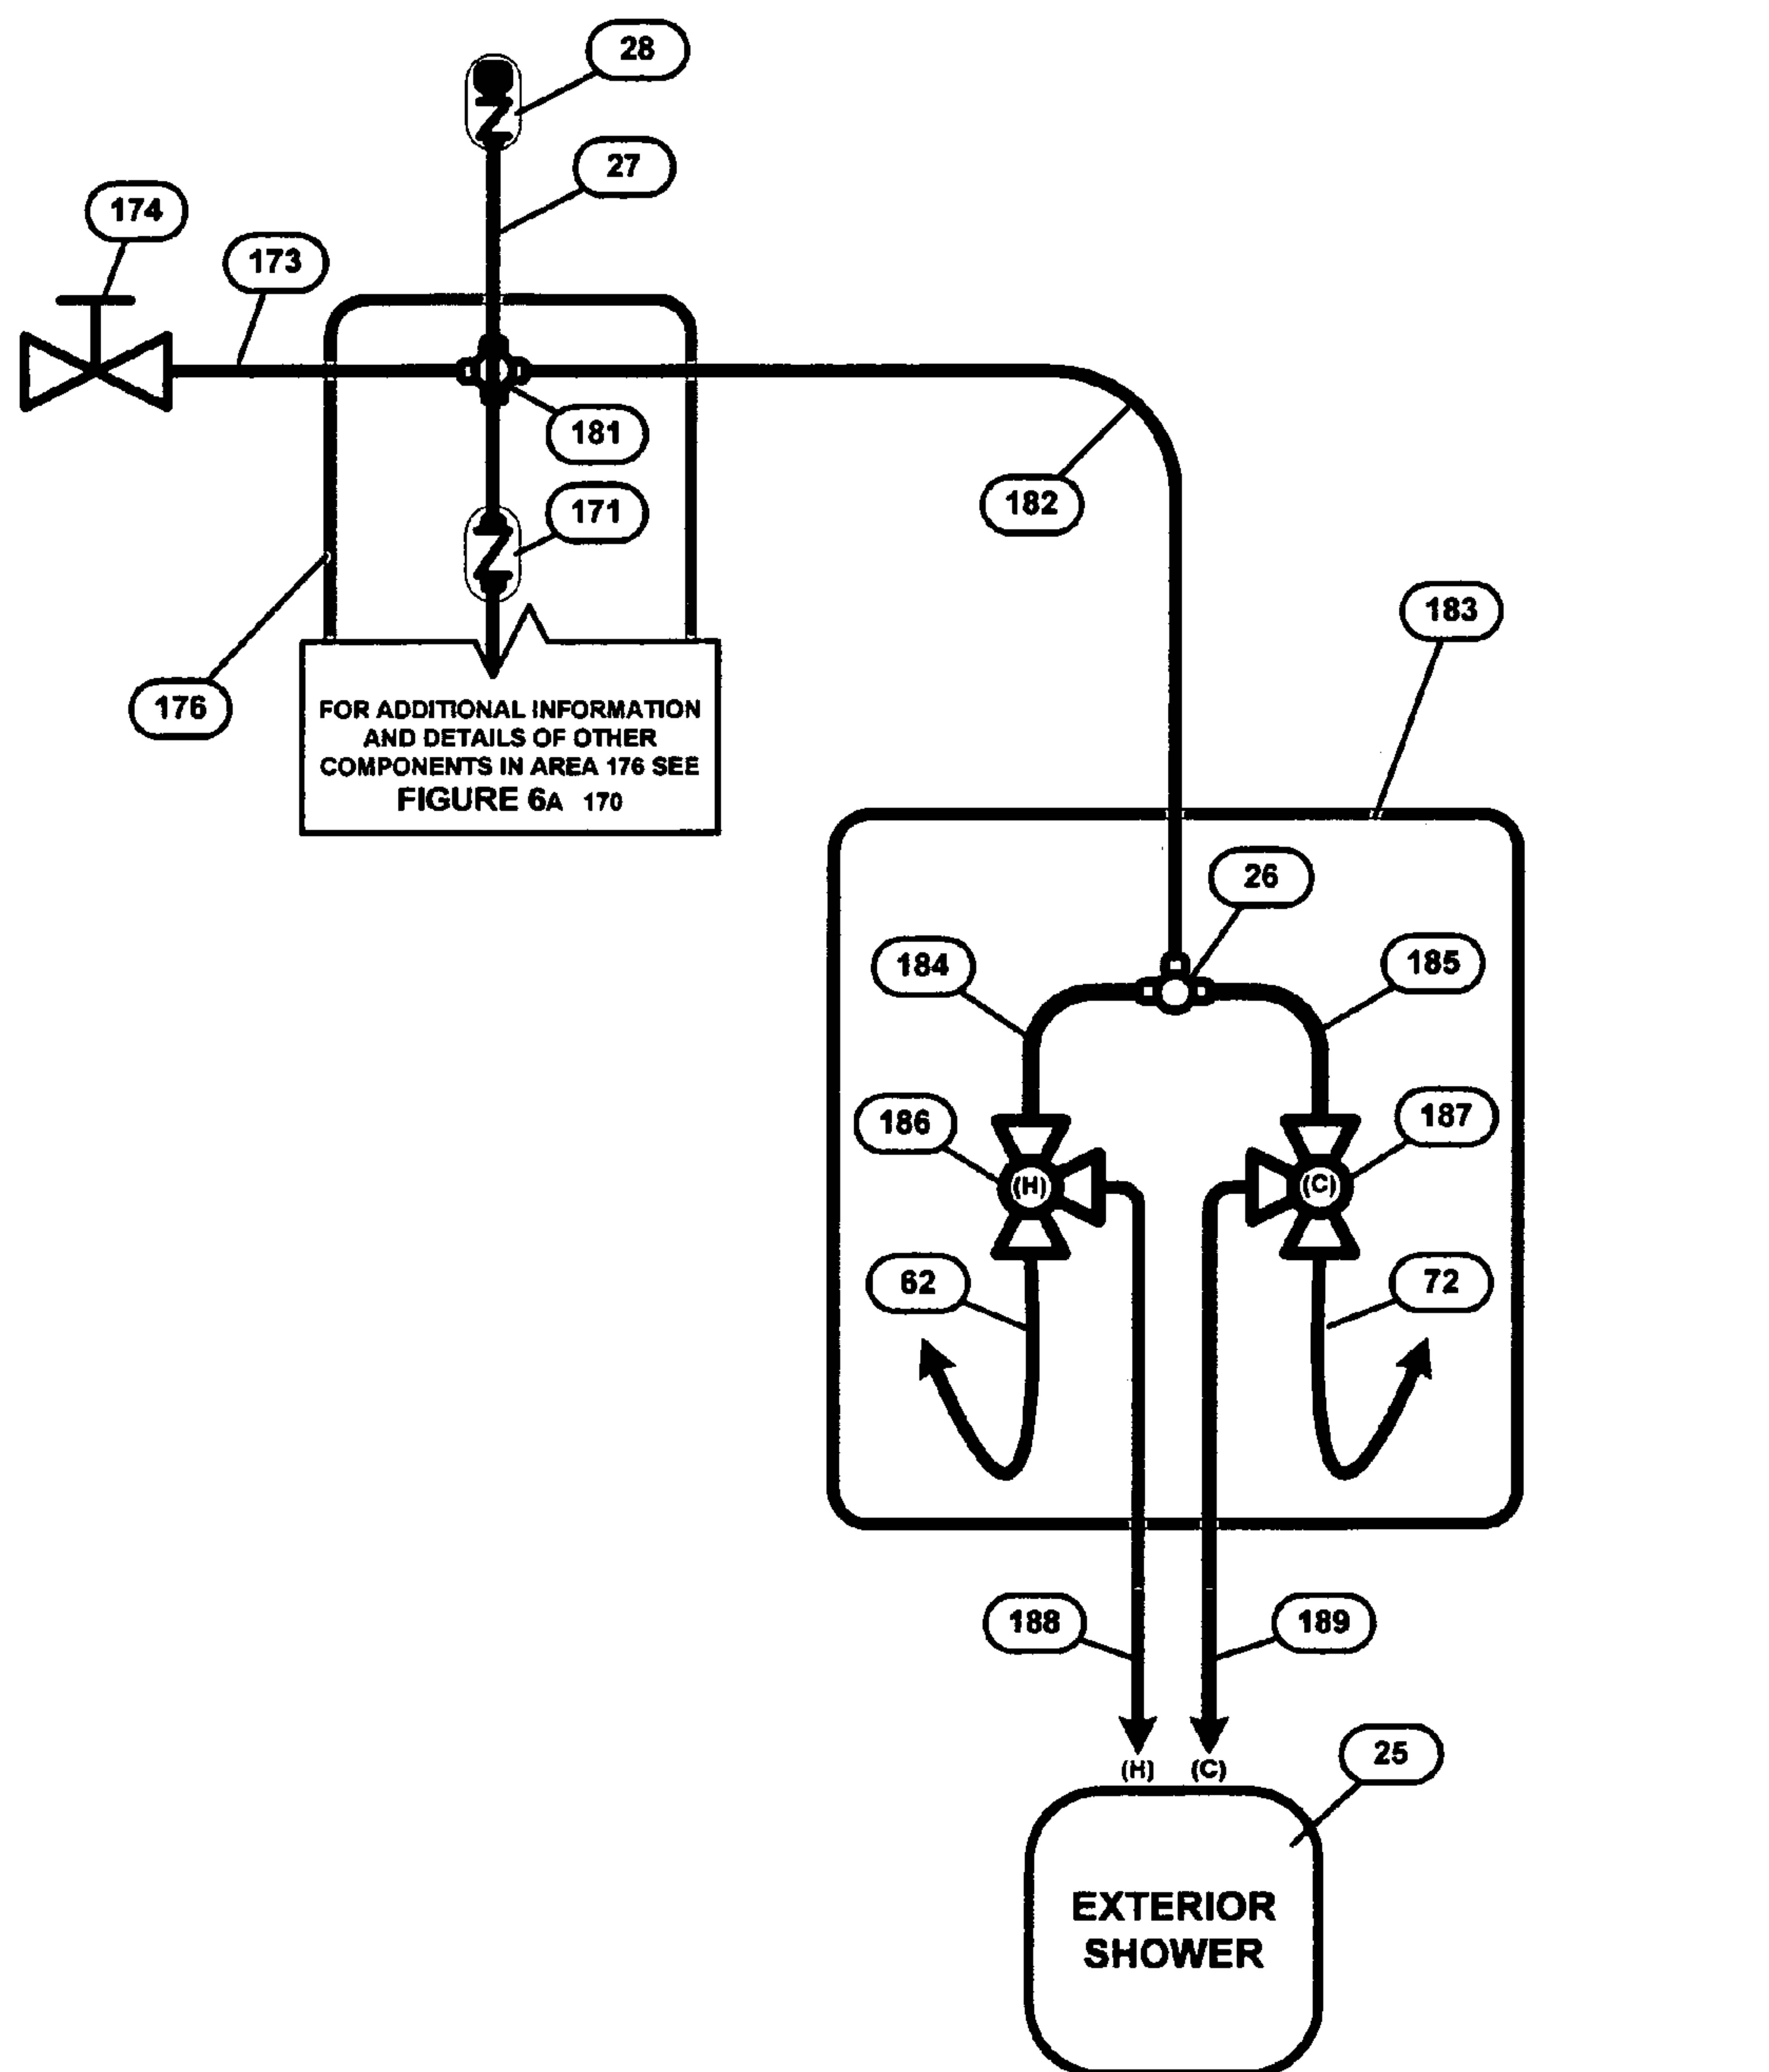 28
27
174
173
181
171
182
183
176
FOR ADDITIONAL INFORMATION
AND DETAILS OF OTHER
COMPONENTS IN AREA 176 SEE
FIGURE 6A 170
26
184
185
186
187
(H)
(C)
62
72
188
189
(H) (C)
25
EXTERIOR
SHOWER